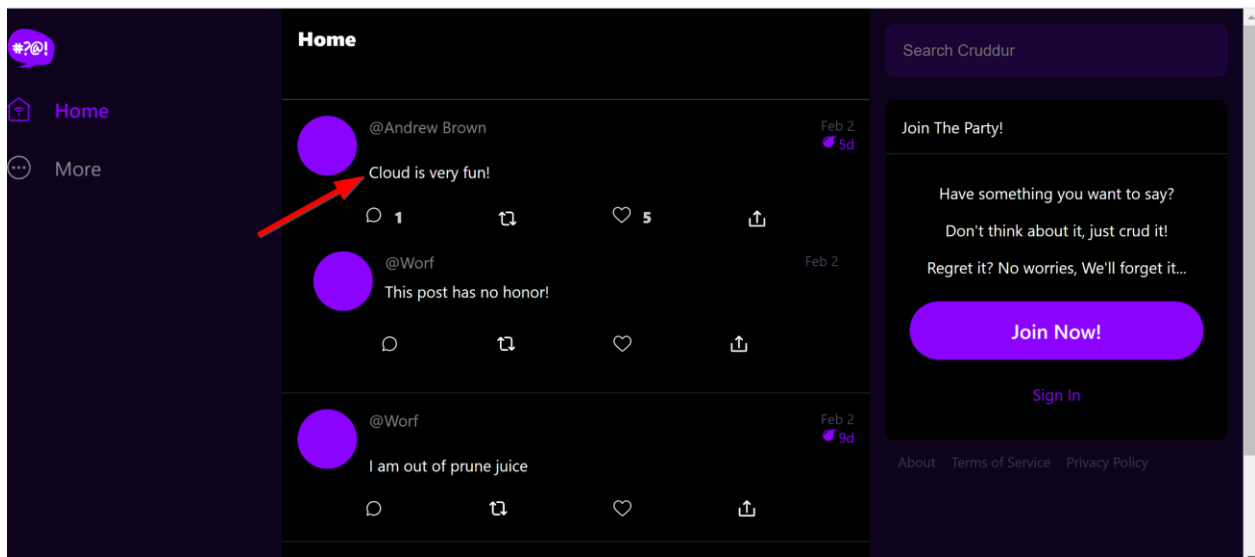 #?@!
Home
More
Home
@Andrew Brown
Feb 2
5d
Cloud is very fun!
1
5
@Worf
Feb 2
This post has no honor!
@Worf
Feb 2
9d
I am out of prune juice
Search Cruddur
Join The Party!
Have something you want to say?
Don't think about it, just crud it!
Regret it? No worries, We'll forget it...
Join Now!
Sign In
About Terms of Service Privacy Policy